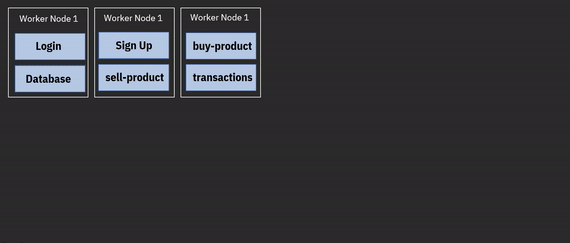 Worker Node 1
Login
Database
Worker Node 1
Sign Up
sell-product
Worker Node 1
buy-product
transactions